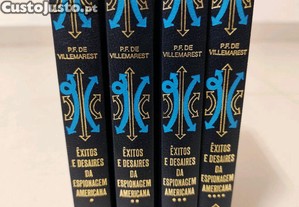 CustoJusto.pt
P.F. DE
VILLEMAREST
ÊXITOS
E DESAIRES
DA
ESPIONAGEM
AMERICANA
*
P.F. DE
VILLEMAREST
ÊXITOS
E DESAIRES
DA
ESPIONAGEM
AMERICANA
**
P.F. DE
VILLEMAREST
ÊXITOS
E DESAIRES
DA
ESPIONAGEM
AMERICANA
***
P.F. DE
VILLEMAREST
ÊXITOS
E DESAIRES
DA
ESPIONAGEM
AMERICANA
****